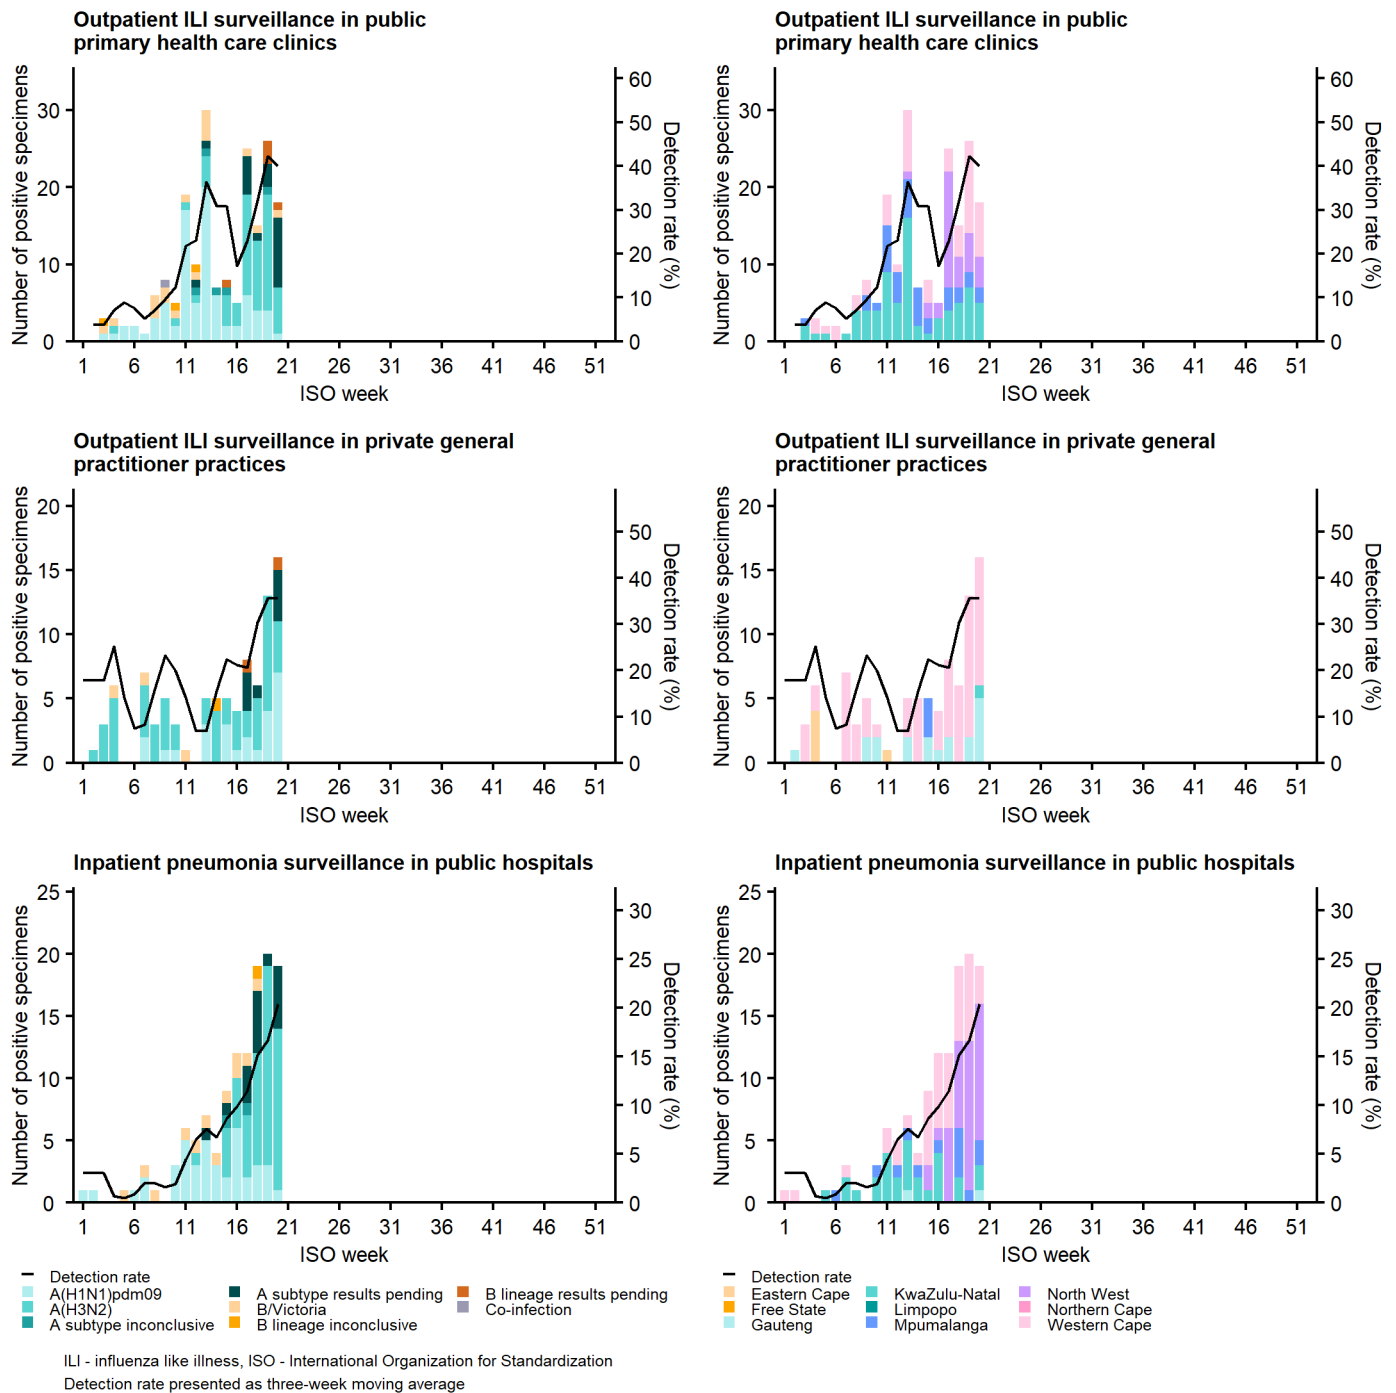 Outpatient ILI surveillance in public
primary health care clinics
Number of positive specimens
30
20
10
0
60
50
40
30
20
10
0
Detection rate (%)
1 6 11 16 21 26 31 36 41 46 51
ISO week
Outpatient ILI surveillance in public
primary health care clinics
Number of positive specimens
30
20
10
0
60
50
40
30
20
10
0
Detection rate (%)
1 6 11 16 21 26 31 36 41 46 51
ISO week
Outpatient ILI surveillance in private general
practitioner practices
Number of positive specimens
20
15
10
5
0
50
40
30
20
10
0
Detection rate (%)
1 6 11 16 21 26 31 36 41 46 51
ISO week
Outpatient ILI surveillance in private general
practitioner practices
Number of positive specimens
20
15
10
5
0
50
40
30
20
10
0
Detection rate (%)
1 6 11 16 21 26 31 36 41 46 51
ISO week
Inpatient pneumonia surveillance in public hospitals
Number of positive specimens
25
20
15
10
5
0
30
25
20
15
10
5
0
Detection rate (%)
1 6 11 16 21 26 31 36 41 46 51
ISO week
Inpatient pneumonia surveillance in public hospitals
Number of positive specimens
25
20
15
10
5
0
30
25
20
15
10
5
0
Detection rate (%)
1 6 11 16 21 26 31 36 41 46 51
ISO week
Detection rate
A(H1N1)pdm09 A subtype results pending B lineage results pending
A(H3N2) B/Victoria Co-infection
A subtype inconclusive B lineage inconclusive
Detection rate
Eastern Cape KwaZulu-Natal North West
Free State Limpopo Northern Cape
Gauteng Mpumalanga Western Cape
ILI - influenza like illness, ISO - International Organization for Standardization
Detection rate presented as three-week moving average